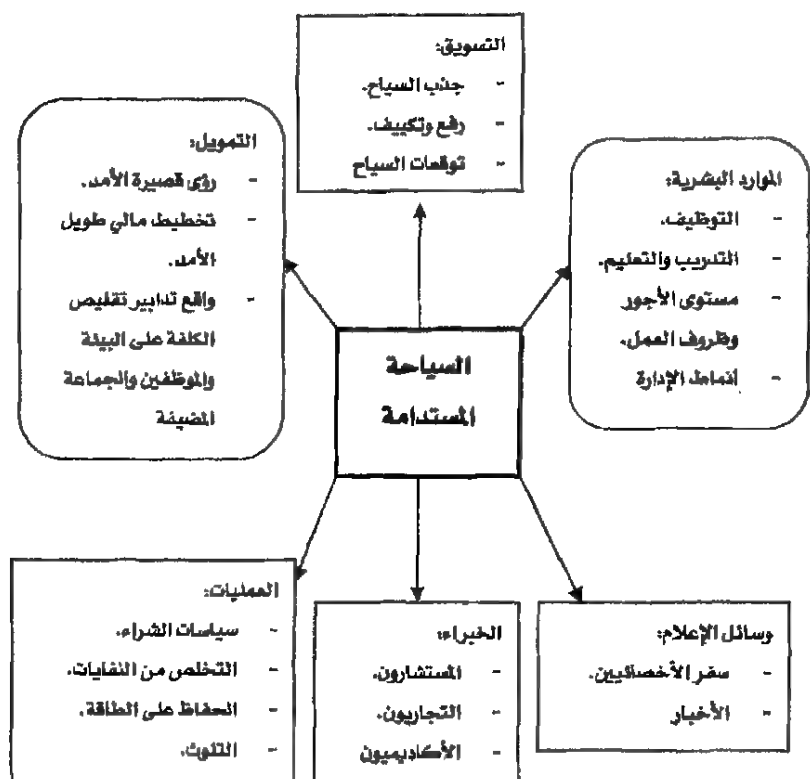 التسويق:
- جذب السياح.
- رفع وتكييف.
- توقعات السياح
الموارد البشرية:
- التوظيف.
- التدريب والتعليم.
- مستوى الأجور
وظروف العمل.
- أنماط الإدارة
التمويل:
- رؤى قصيرة الأمد.
- تخطيط مالي طويل
الأمد.
- واقع تدابير تقليص
الكلفة على البيئة
والموظفين والجماعة
المضيفة
السياحة
المستدامة
وسائل الإعلام:
- سفر الأخصائيين.
- الأخبار
الخبراء:
- المستشارون.
- التجاريون.
- الأكاديميون
العمليات:
- سياسات الشراء.
- التخلص من النفايات.
- الحفاظ على الطاقة.
- التلوث.